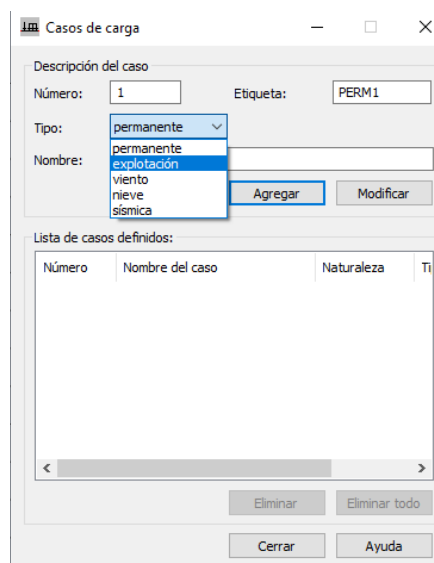 Casos de carga
Descripción del caso
Número: 1 Etiqueta: PERM1
Tipo: permanente
permanente
Nombre: explotación
viento
nieve Agregar Modificar
sísmica
Lista de casos definidos:
Número Nombre del caso Naturaleza Ti
Eliminar Eliminar todo
Cerrar Ayuda